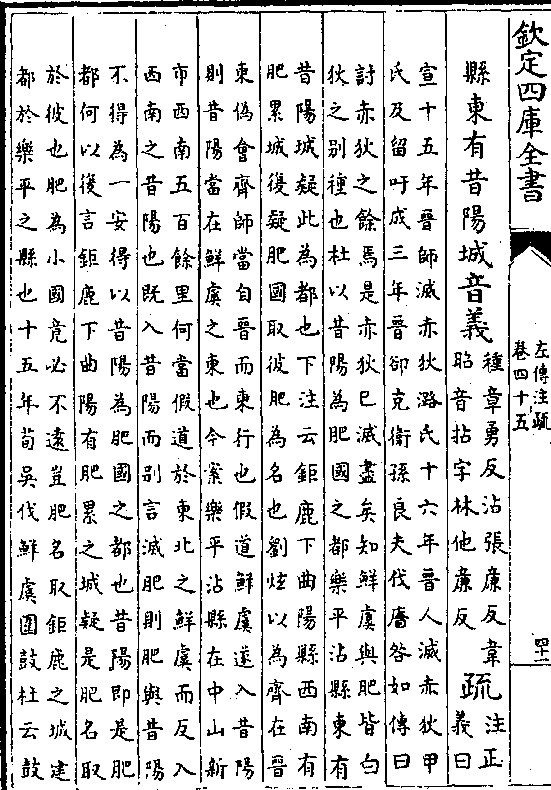 欽定四庫全書
左傳注疏
卷四十五
四十二
縣東有昔陽城音義
種章勇反沾張廉反韋
昭音拈字林他廉反
疏
注正
義曰
宣十五年晉師滅赤狄潞氏十六年晉人滅赤狄甲
氏及留吁成三年晉卻克衛孫良夫伐廧咎如傳曰
討赤狄之餘焉是赤狄已滅盡矣知鮮虞與肥皆白
狄之别種也杜以昔陽為肥國之都樂平沾縣東有
昔陽城疑此為都也下注云鉅鹿下曲陽縣西南有
肥累城復疑肥國取彼肥為名也劉炫以為齊在晉
東偽會齊師當自晉而東行也假道鮮虞遂入昔陽
則昔陽當在鮮虞之東也今案樂平沾縣在中山新
市西南五百餘里何當假道於東北之鮮虞而反入
西南之昔陽也既入昔陽而别言滅肥則肥與昔陽
不得為一安得以昔陽為肥國之都也昔陽即是肥
都何以後言鉅鹿下曲陽有肥累之城疑是肥名取
於彼也肥為小國竟必不遠豈肥名取鉅鹿之城建
都於樂平之縣也十五年荀吳伐鮮虞圍鼓杜云鼓